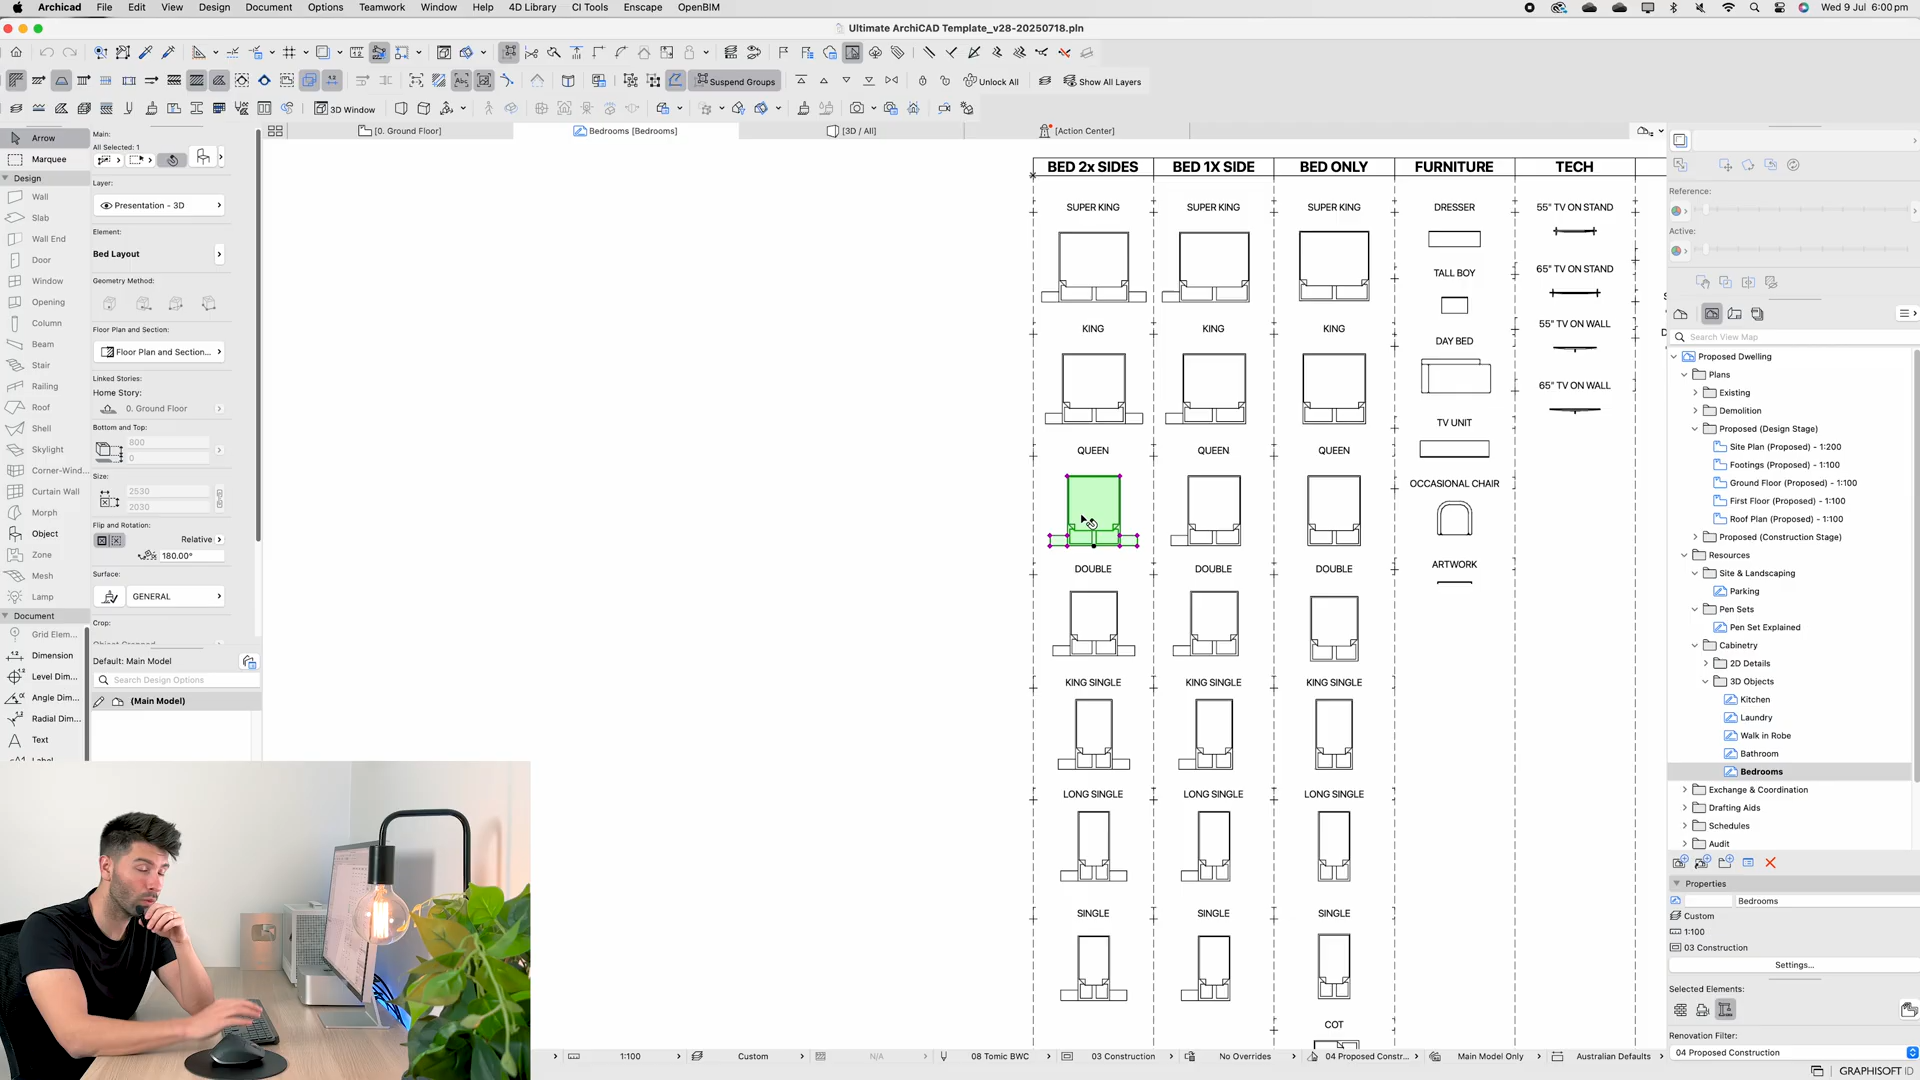 Archicad File Edit View Design Document Options Teamwork Window Help 4D Library CI Tools Enscape OpenBIM Wed 9 Jul 6:00 pm
Ultimate ArchiCAD Template_v28-20250718.pln
Suspend Groups Unlock All Show All Layers
3D Window
[0. Ground Floor] Bedrooms [Bedrooms] [3D / All] [Action Center]
Arrow
Marquee
Design
Wall
Slab
Wall End
Door
Window
Opening
Column
Beam
Stair
Railing
Roof
Shell
Skylight
Corner-Wind...
Curtain Wall
Morph
Object
Zone
Mesh
Lamp
Document
Grid Elem...
Dimension
Level Dim...
Angle Dim...
Radial Dim...
Text
Main:
All Selected: 1
Layer:
Presentation - 3D
Element:
Bed Layout
Geometry Method:
Floor Plan and Section:
Floor Plan and Section...
Linked Stories:
Home Story:
0. Ground Floor
Bottom and Top:
800
0
Size:
2530
2030
Flip and Rotation:
Relative
180.00°
Surface:
GENERAL
Crop:
Default: Main Model
Search Design Options
(Main Model)
BED 2x SIDES BED 1X SIDE BED ONLY FURNITURE TECH
SUPER KING SUPER KING SUPER KING DRESSER 55" TV ON STAND
TALL BOY 65" TV ON STAND
KING KING KING DAY BED 55" TV ON WALL
65" TV ON WALL
QUEEN QUEEN QUEEN TV UNIT
OCCASIONAL CHAIR
DOUBLE DOUBLE DOUBLE ARTWORK
KING SINGLE KING SINGLE KING SINGLE
LONG SINGLE LONG SINGLE LONG SINGLE
SINGLE SINGLE SINGLE
COT
Reference:
Active:
Search View Map
Proposed Dwelling
Plans
Existing
Demolition
Proposed (Design Stage)
Site Plan (Proposed) - 1:200
Footings (Proposed) - 1:100
Ground Floor (Proposed) - 1:100
First Floor (Proposed) - 1:100
Roof Plan (Proposed) - 1:100
Proposed (Construction Stage)
Resources
Site & Landscaping
Parking
Pen Sets
Pen Set Explained
Cabinetry
2D Details
3D Objects
Kitchen
Laundry
Walk in Robe
Bathroom
Bedrooms
Exchange & Coordination
Drafting Aids
Schedules
Audit
Properties
Bedrooms
Custom
1:100
03 Construction
Settings...
Selected Elements:
Renovation Filter:
04 Proposed Construction
1:100 Custom N/A 08 Tomic BWC 03 Construction No Overrides 04 Proposed Constr... Main Model Only Australian Defaults
GRAPHISOFT ID